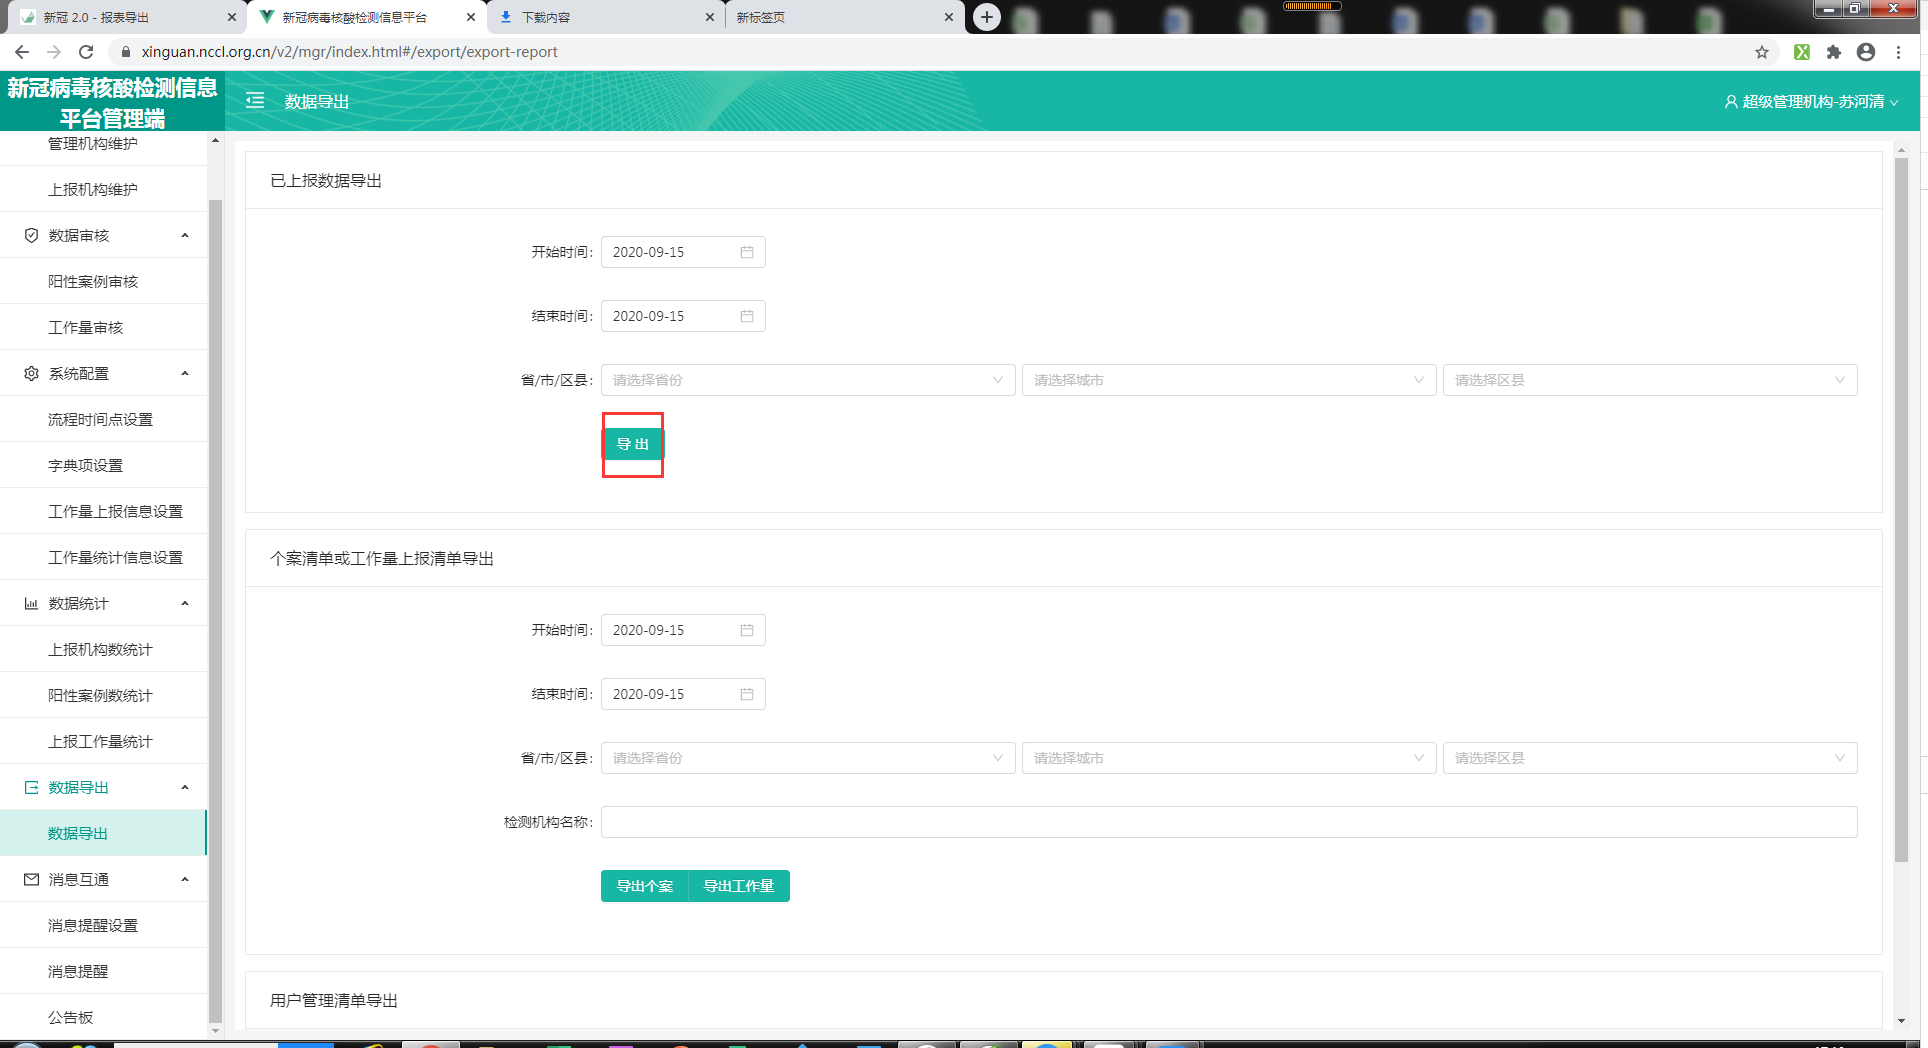 新冠 2.0 - 报表导出
新冠病毒核酸检测信息平台
下载内容
新标签页
xinguan.nccl.org.cn/v2/mgr/index.html#/export/export-report
新冠病毒核酸检测信息
平台管理端
数据导出
超级管理机构-苏河清
管理机构维护
上报机构维护
数据审核
阳性案例审核
工作量审核
系统配置
流程时间点设置
字典项设置
工作量上报信息设置
工作量统计信息设置
数据统计
上报机构数统计
阳性案例数统计
上报工作量统计
数据导出
数据导出
消息互通
消息提醒设置
消息提醒
公告板
已上报数据导出
开始时间: 2020-09-15
结束时间: 2020-09-15
省/市/区县: 请选择省份 请选择城市 请选择区县
导 出
个案清单或工作量上报清单导出
开始时间: 2020-09-15
结束时间: 2020-09-15
省/市/区县: 请选择省份 请选择城市 请选择区县
检测机构名称:
导出个案 导出工作量
用户管理清单导出